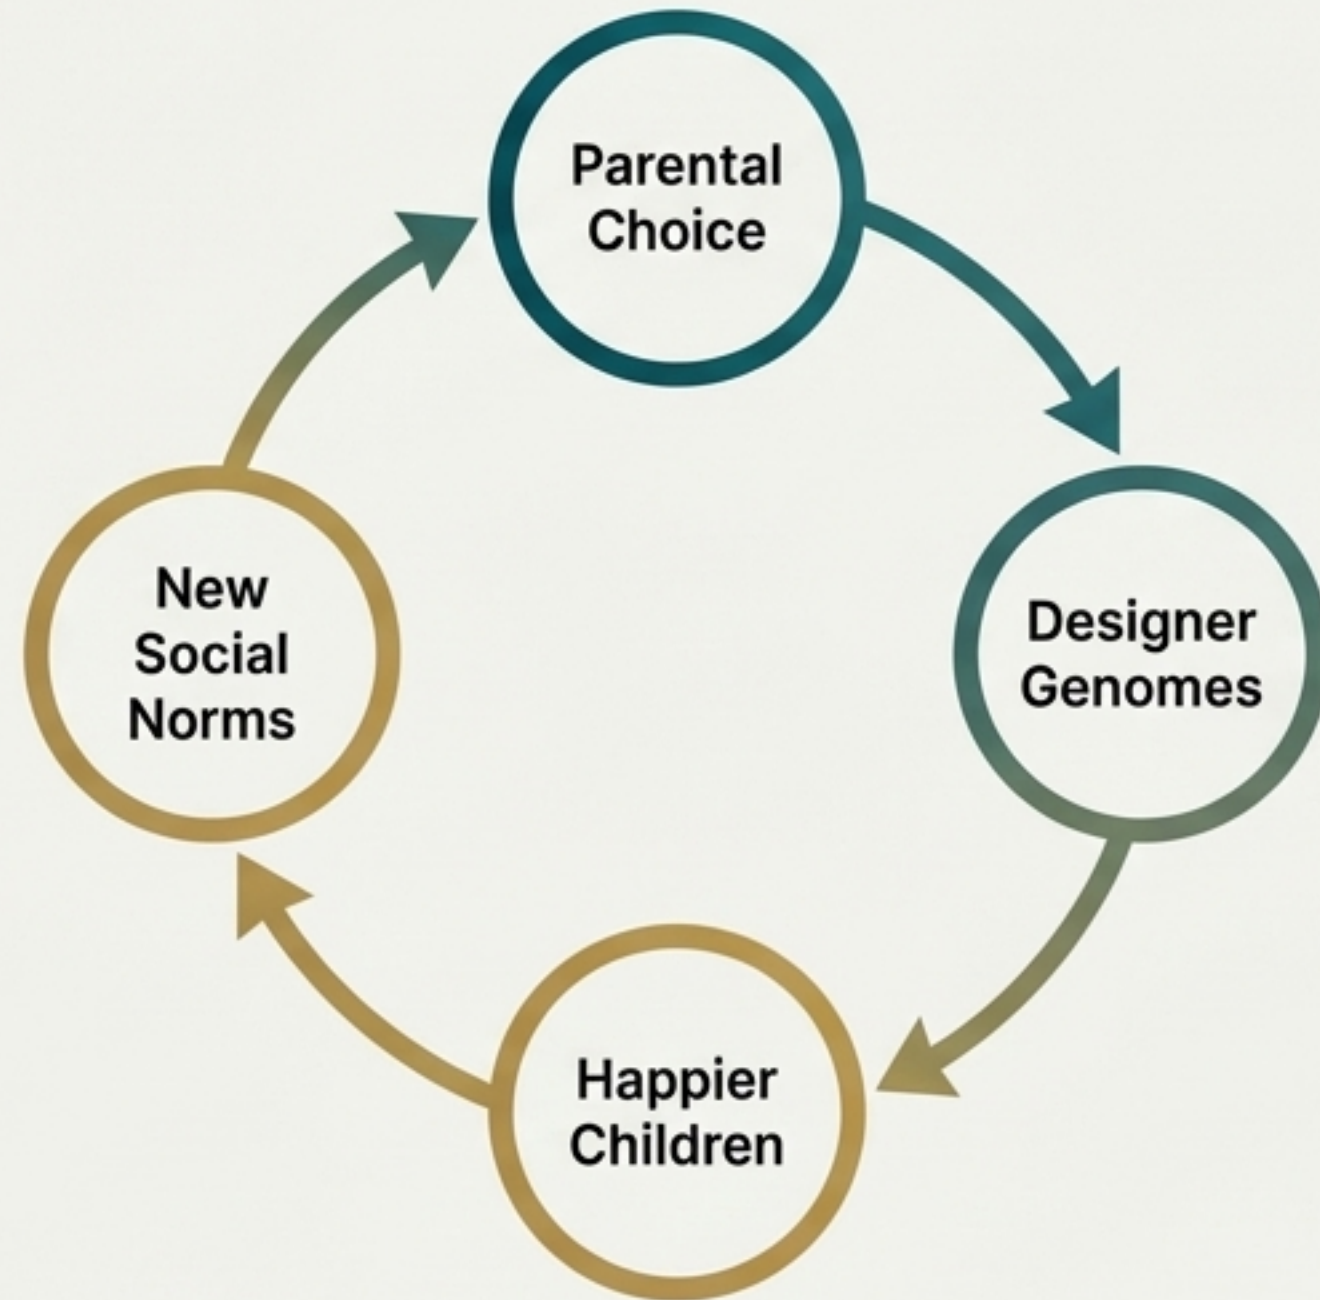 Parental
Choice
Designer
Genomes
Happier
Children
New
Social
Norms